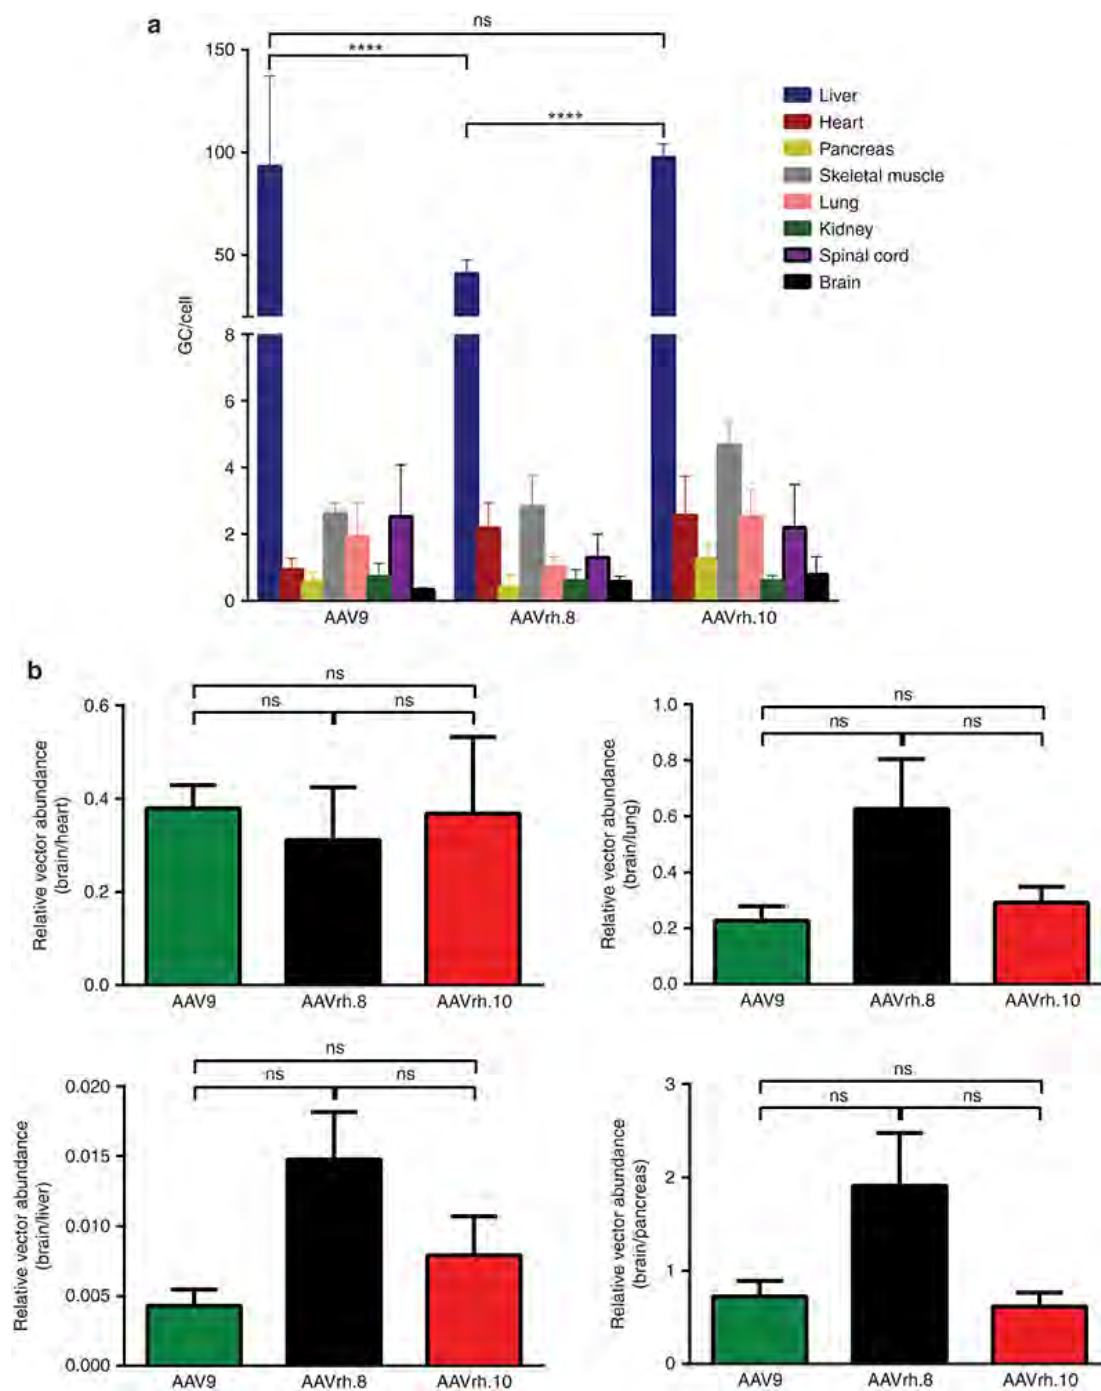 a
ns
****
****
150
100
50
8
6
4
2
0
GC/cell
Liver
Heart
Pancreas
Skeletal muscle
Lung
Kidney
Spinal cord
Brain
AAV9
AAVrh.8
AAVrh.10
b
ns
ns
ns
0.6
0.4
0.2
0.0
Relative vector abundance
(brain/heart)
AAV9
AAVrh.8
AAVrh.10
ns
ns
ns
1.0
0.8
0.6
0.4
0.2
0.0
Relative vector abundance
(brain/lung)
AAV9
AAVrh.8
AAVrh.10
ns
ns
ns
0.020
0.015
0.010
0.005
0.000
Relative vector abundance
(brain/liver)
AAV9
AAVrh.8
AAVrh.10
ns
ns
ns
3
2
1
0
Relative vector abundance
(brain/pancreas)
AAV9
AAVrh.8
AAVrh.10